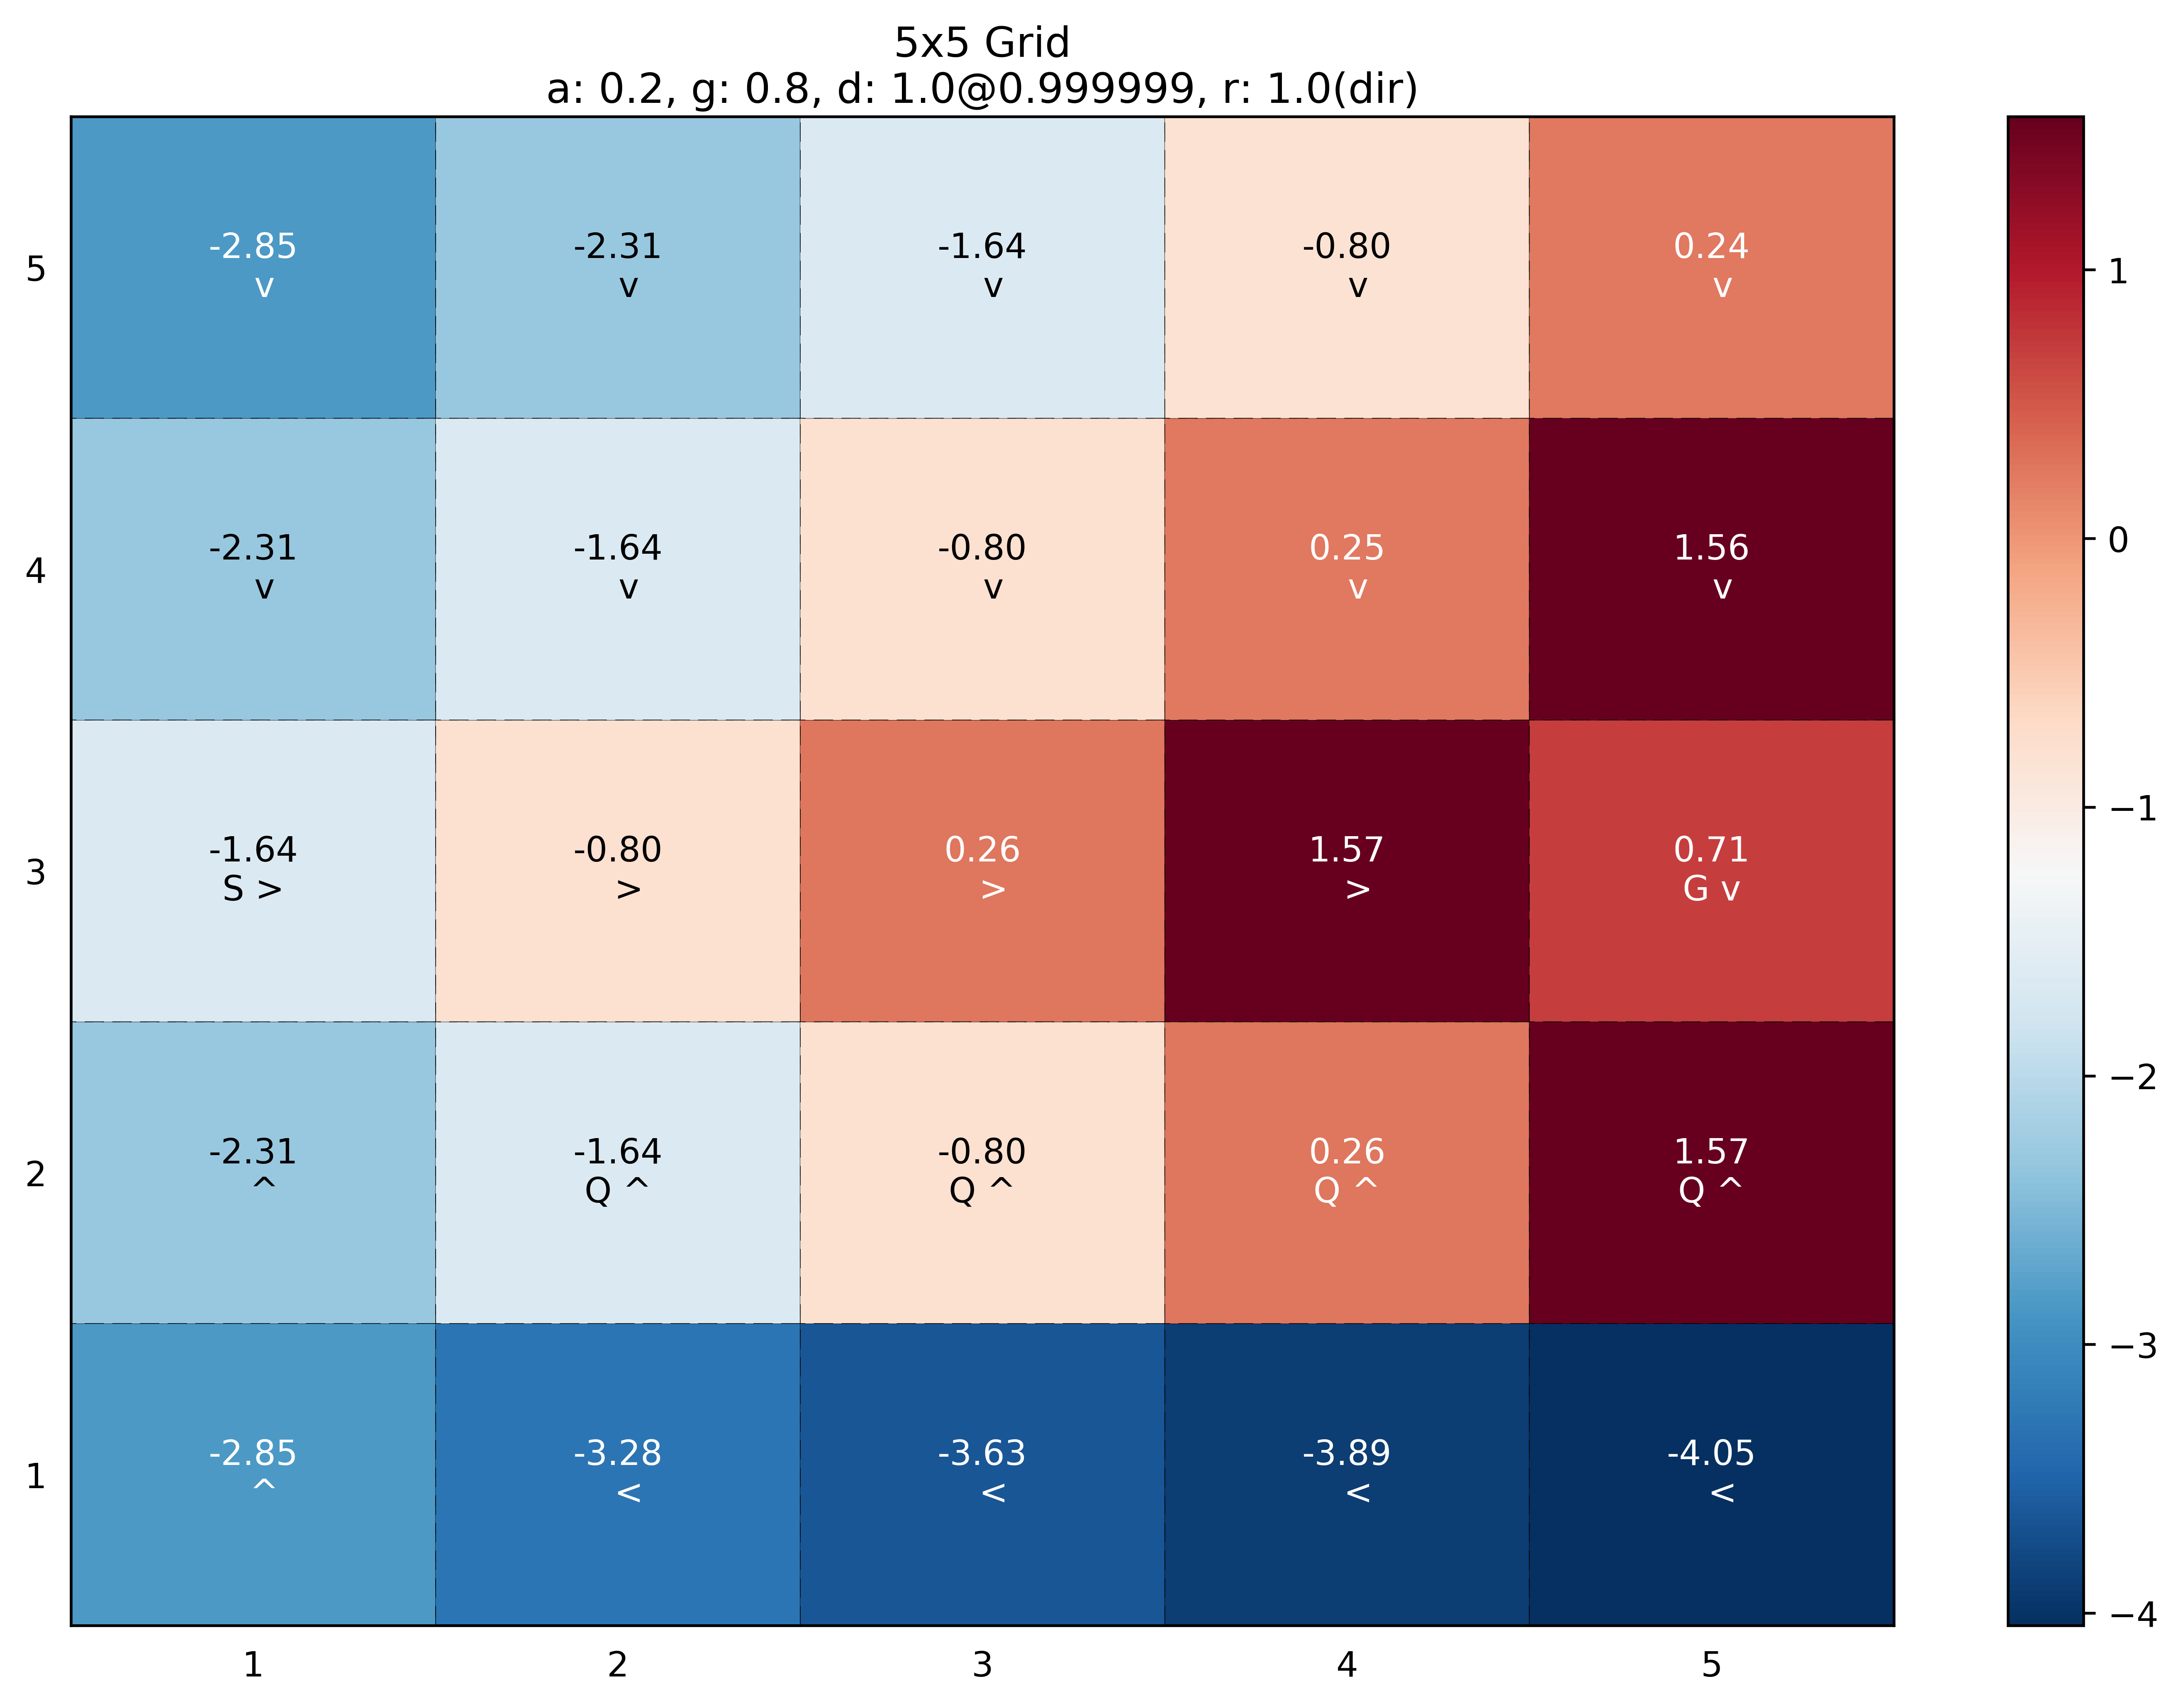 5x5 Grid
a: 0.2, g: 0.8, d: 1.0@0.999999, r: 1.0(dir)
5
-2.85 -2.31 -1.64 -0.80 0.24
v v v v v
4
-2.31 -1.64 -0.80 0.25 1.56
v v v v v
3
-1.64 -0.80 0.26 1.57 0.71
S > > > > G v
2
-2.31 -1.64 -0.80 0.26 1.57
^ Q ^ Q ^ Q ^ Q ^
1
-2.85 -3.28 -3.63 -3.89 -4.05
^ < < < <
1 2 3 4 5
1
0
−1
−2
−3
−4